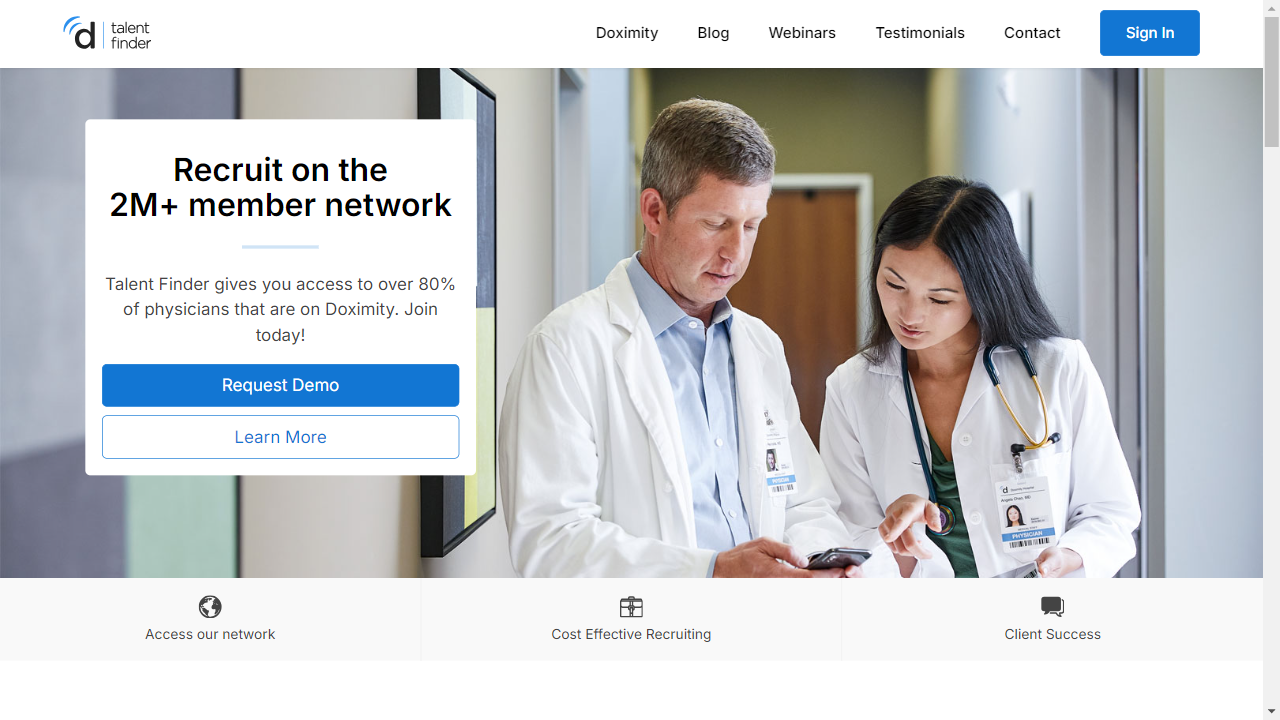 d talent
finder
Doximity
Blog
Webinars
Testimonials
Contact
Sign In
Recruit on the
2M+ member network
Talent Finder gives you access to over 80%
of physicians that are on Doximity. Join
today!
Request Demo
Learn More
PHYSICIAN
d
PHYSICIAN
Access our network
Cost Effective Recruiting
Client Success